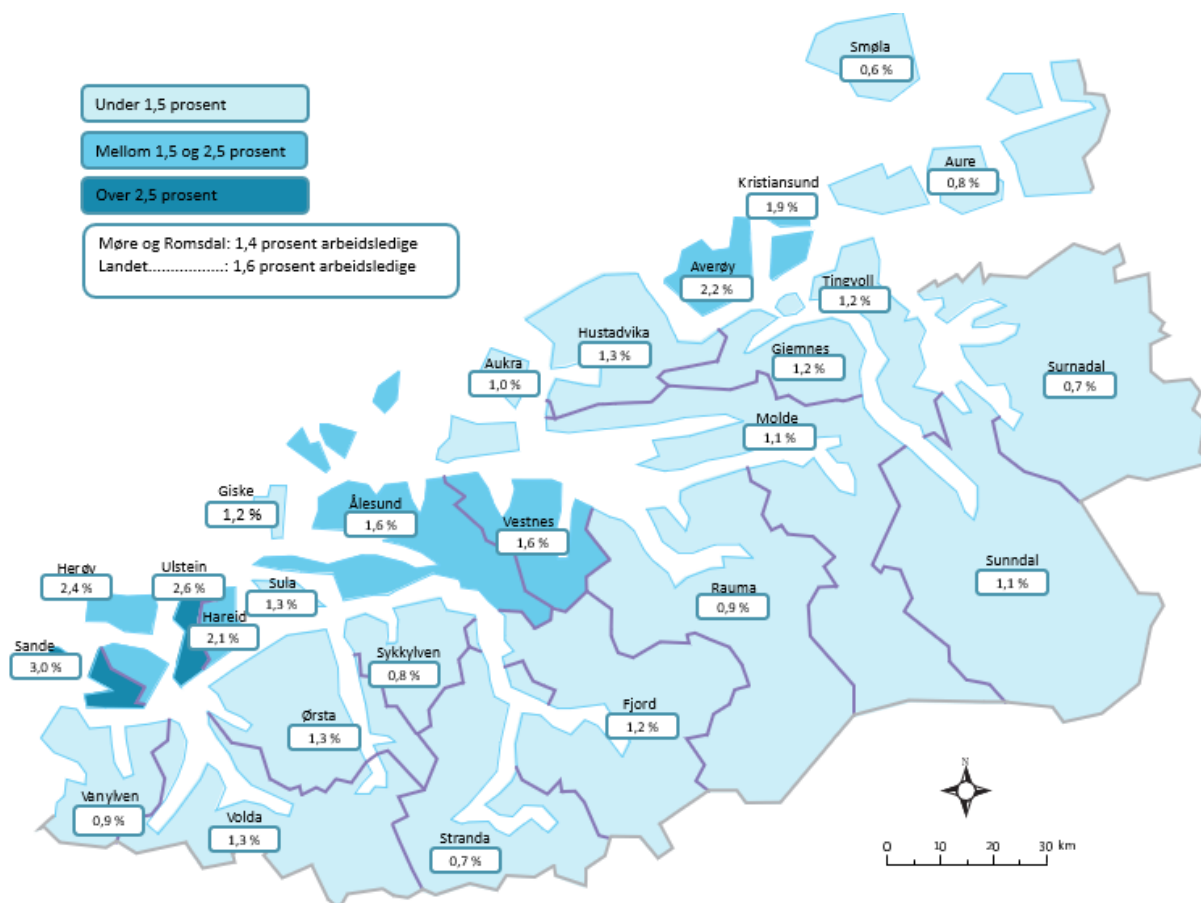 Smøla
0,6 %
Under 1,5 prosent
Mellom 1,5 og 2,5 prosent
Over 2,5 prosent
Møre og Romsdal: 1,4 prosent arbeidsledige
Landet..................: 1,6 prosent arbeidsledige
Aure
0,8 %
Kristiansund
1,9 %
Averøy
2,2 %
Tingvoll
1,2 %
Hustadvika
1,3 %
Gjemnes
1,2 %
Aukra
1,0 %
Surnadal
0,7 %
Molde
1,1 %
Giske
1,2 %
Ålesund
1,6 %
Vestnes
1,6 %
Sunndal
1,1 %
Herøy
2,4 %
Ulstein
2,6 %
Sula
1,3 %
Rauma
0,9 %
Hareid
2,1 %
Sande
3,0 %
Sykkylven
0,8 %
Ørsta
1,3 %
Fjord
1,2 %
N
Vanylven
0,9 %
Volda
1,3 %
Stranda
0,7 %
0 10 20 30 km